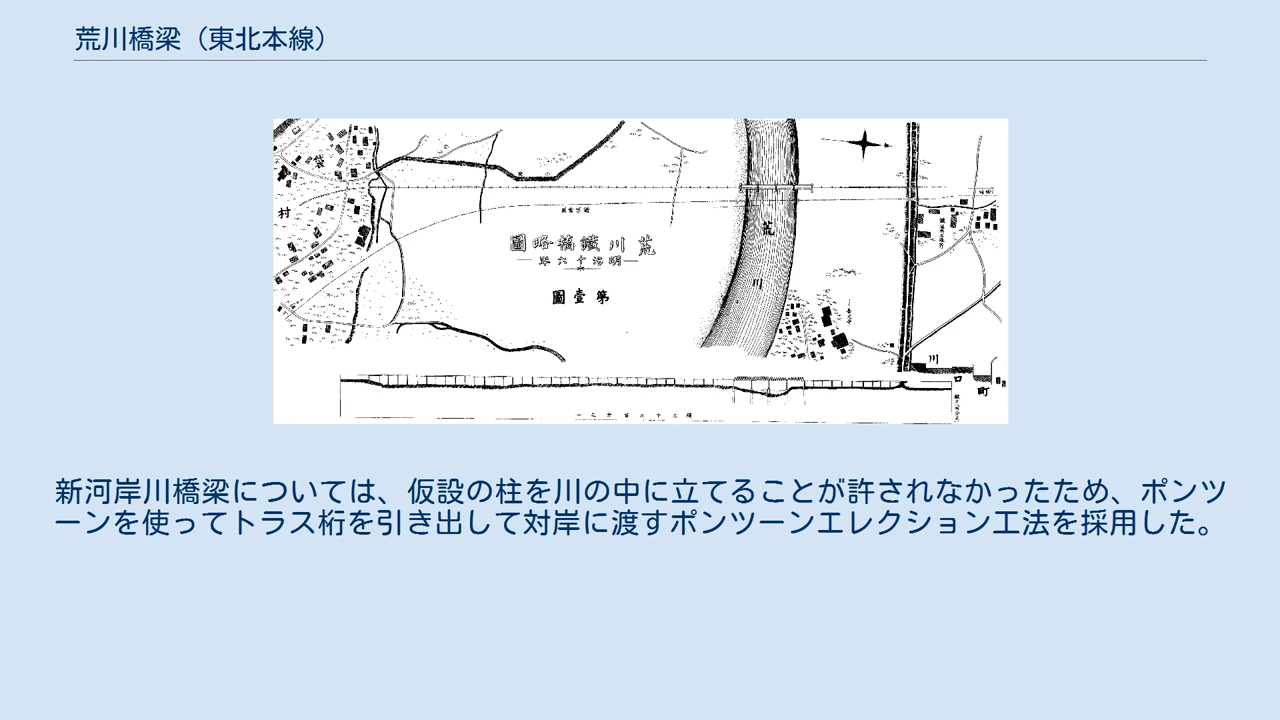 荒川橋梁（東北本線）
袋
村
荒川鐵橋略圖
明治十六年
第壹圖
荒
川
川
口
町
新河岸川橋梁については、仮設の柱を川の中に立てることが許されなかったため、ポンツ
ーンを使ってトラス桁を引き出して対岸に渡すポンツーンエレクション工法を採用した。